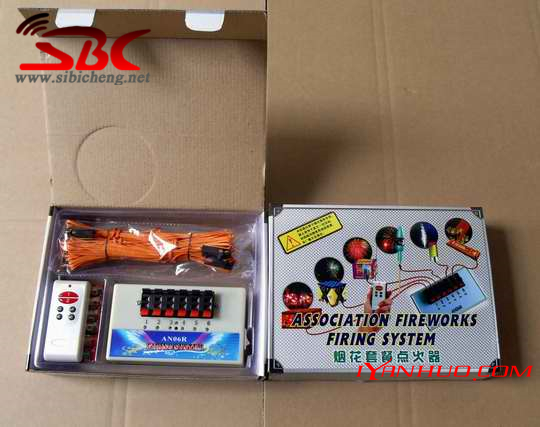 SBC
www.sibicheng.net
1 2 3 4 5 6
AN06R
ASSOCIATION FIREWORKS
FIRING SYSTEM
烟花套餐点火器
IYANHUO.COM